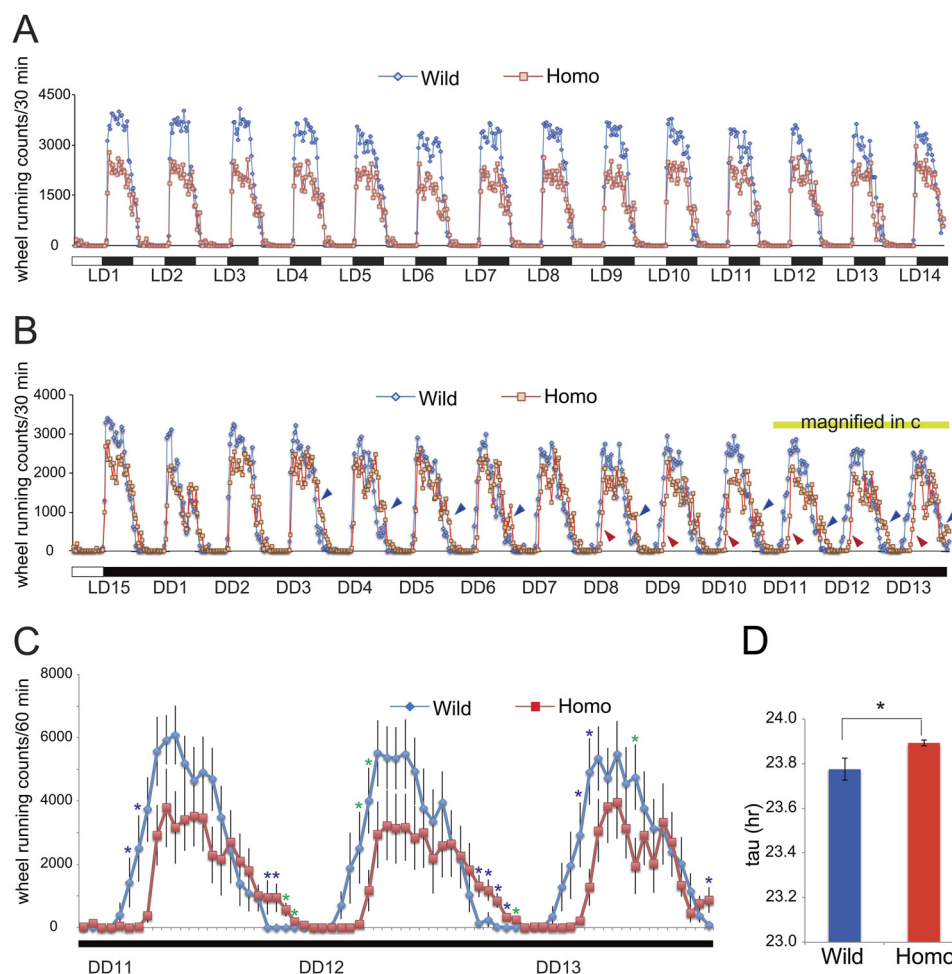 A
Wild Homo
wheel running counts/30 min
4500
3000
1500
0
LD1 LD2 LD3 LD4 LD5 LD6 LD7 LD8 LD9 LD10 LD11 LD12 LD13 LD14
B
Wild Homo
magnified in c
wheel running counts/30 min
4000
3000
2000
1000
0
LD15 DD1 DD2 DD3 DD4 DD5 DD6 DD7 DD8 DD9 DD10 DD11 DD12 DD13
C
Wild Homo
wheel running counts/60 min
8000
6000
4000
2000
0
* * ** * * * * * * * * * * * * *
DD11 DD12 DD13
D
*
tau (hr)
24.0
23.8
23.6
23.4
23.2
23.0
Wild Homo